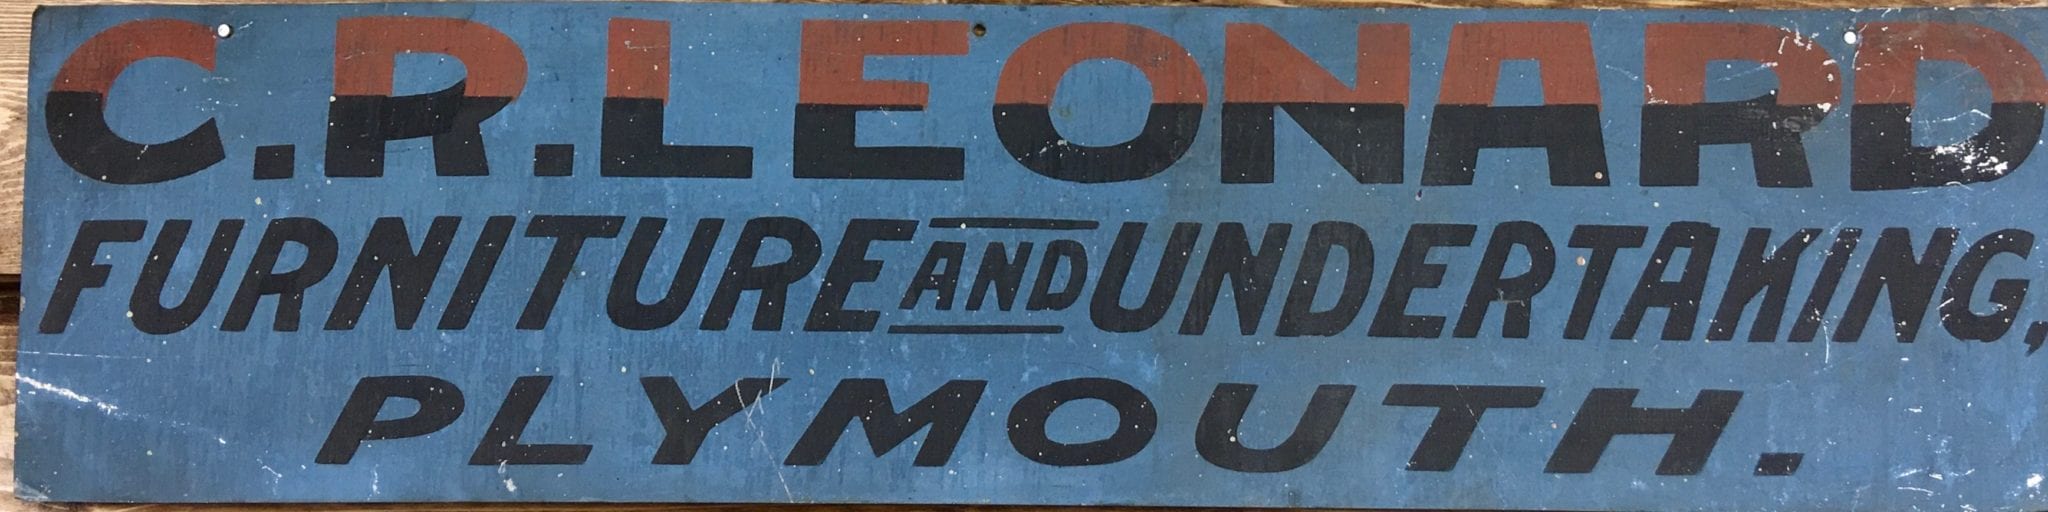 C.R.LEONARD
FURNITURE AND UNDERTAKING,
PLYMOUTH.